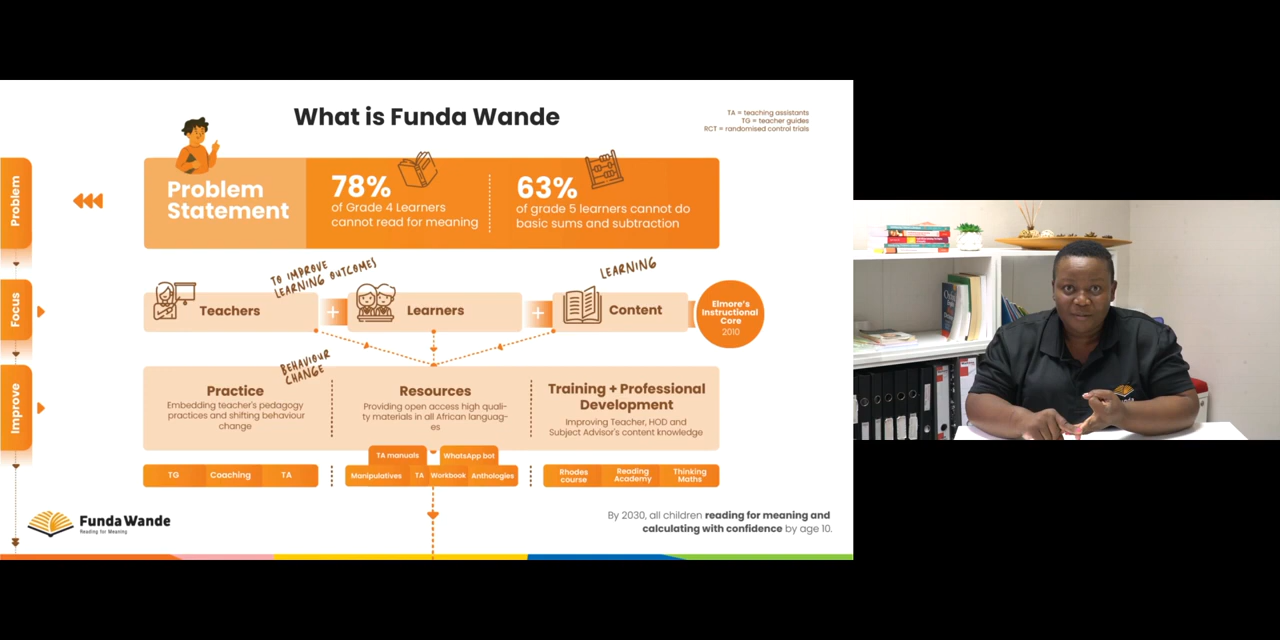 What is Funda Wande
TA = teaching assistants
TG = teacher guides
RCT = randomised control trials
Problem
Problem
Statement
78%
of Grade 4 Learners
cannot read for meaning
63%
of grade 5 learners cannot do
basic sums and subtraction
Focus
TO IMPROVE
LEARNING OUTCOMES
LEARNING
Teachers
+
Learners
+
Content
Elmore's
Instructional
Core
2010
Improve
BEHAVIOUR
CHANGE
Practice
Embedding teacher's pedagogy
practices and shifting behaviour
change
Resources
Providing open access high quali-
ty materials in all African languag-
es
Training + Professional
Development
Improving Teacher, HOD and
Subject Advisor's content knowledge
TA manuals
WhatsApp bot
TG
Coaching
TA
Manipulatives
TA
Workbook
Anthologies
Rhodes
course
Reading
Academy
Thinking
Maths
Funda Wande
Reading for Meaning
By 2030, all children reading for meaning and
calculating with confidence by age 10.